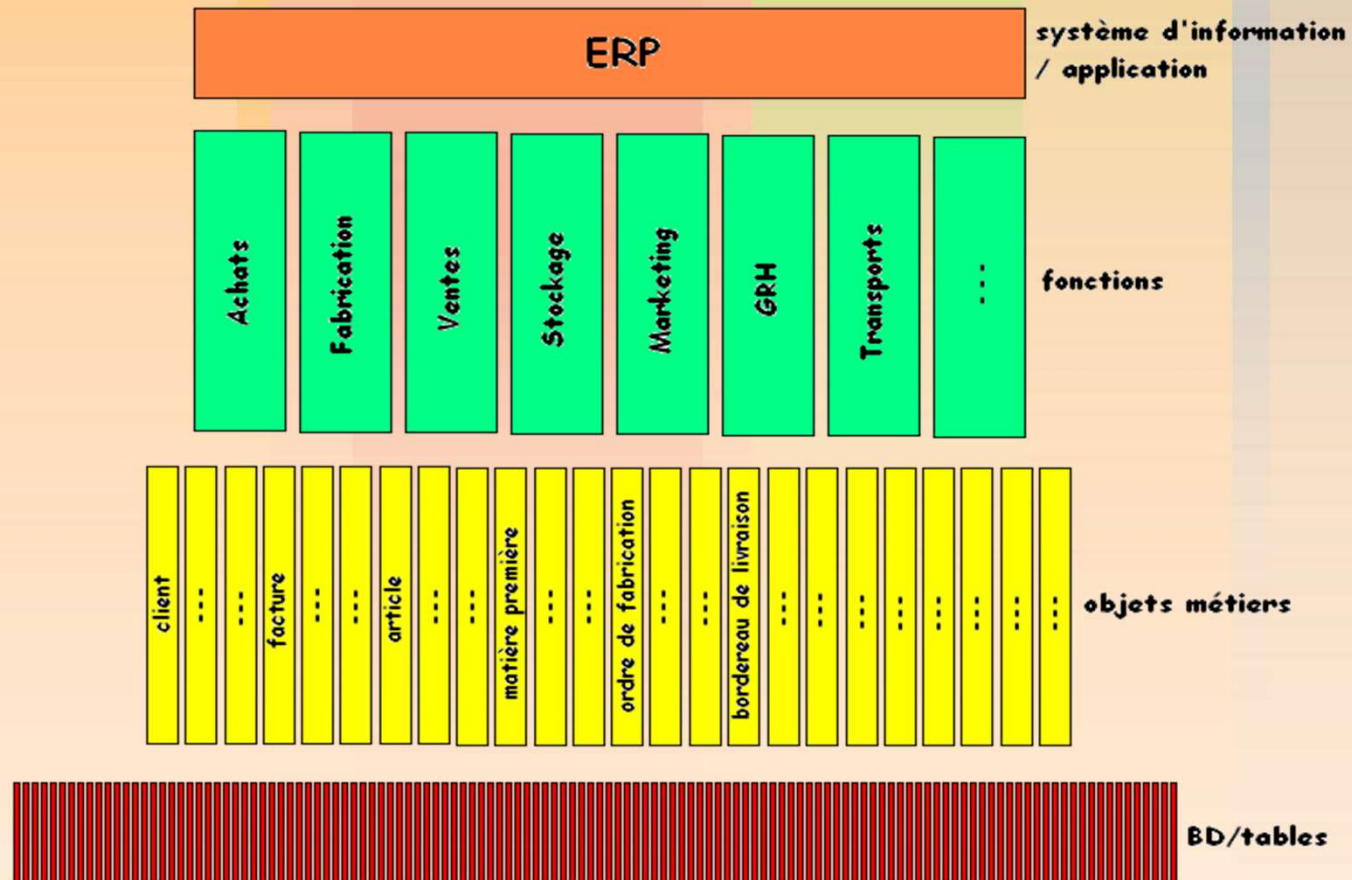 ERP
système d'information
/ application
Achats
Fabrication
Ventes
Stockage
Marketing
GRH
Transports
...
fonctions
client
...
...
facture
...
...
article
...
...
matière première
...
...
ordre de fabrication
...
...
bordereau de livraison
...
...
...
...
...
...
...
...
objets métiers
BD/tables